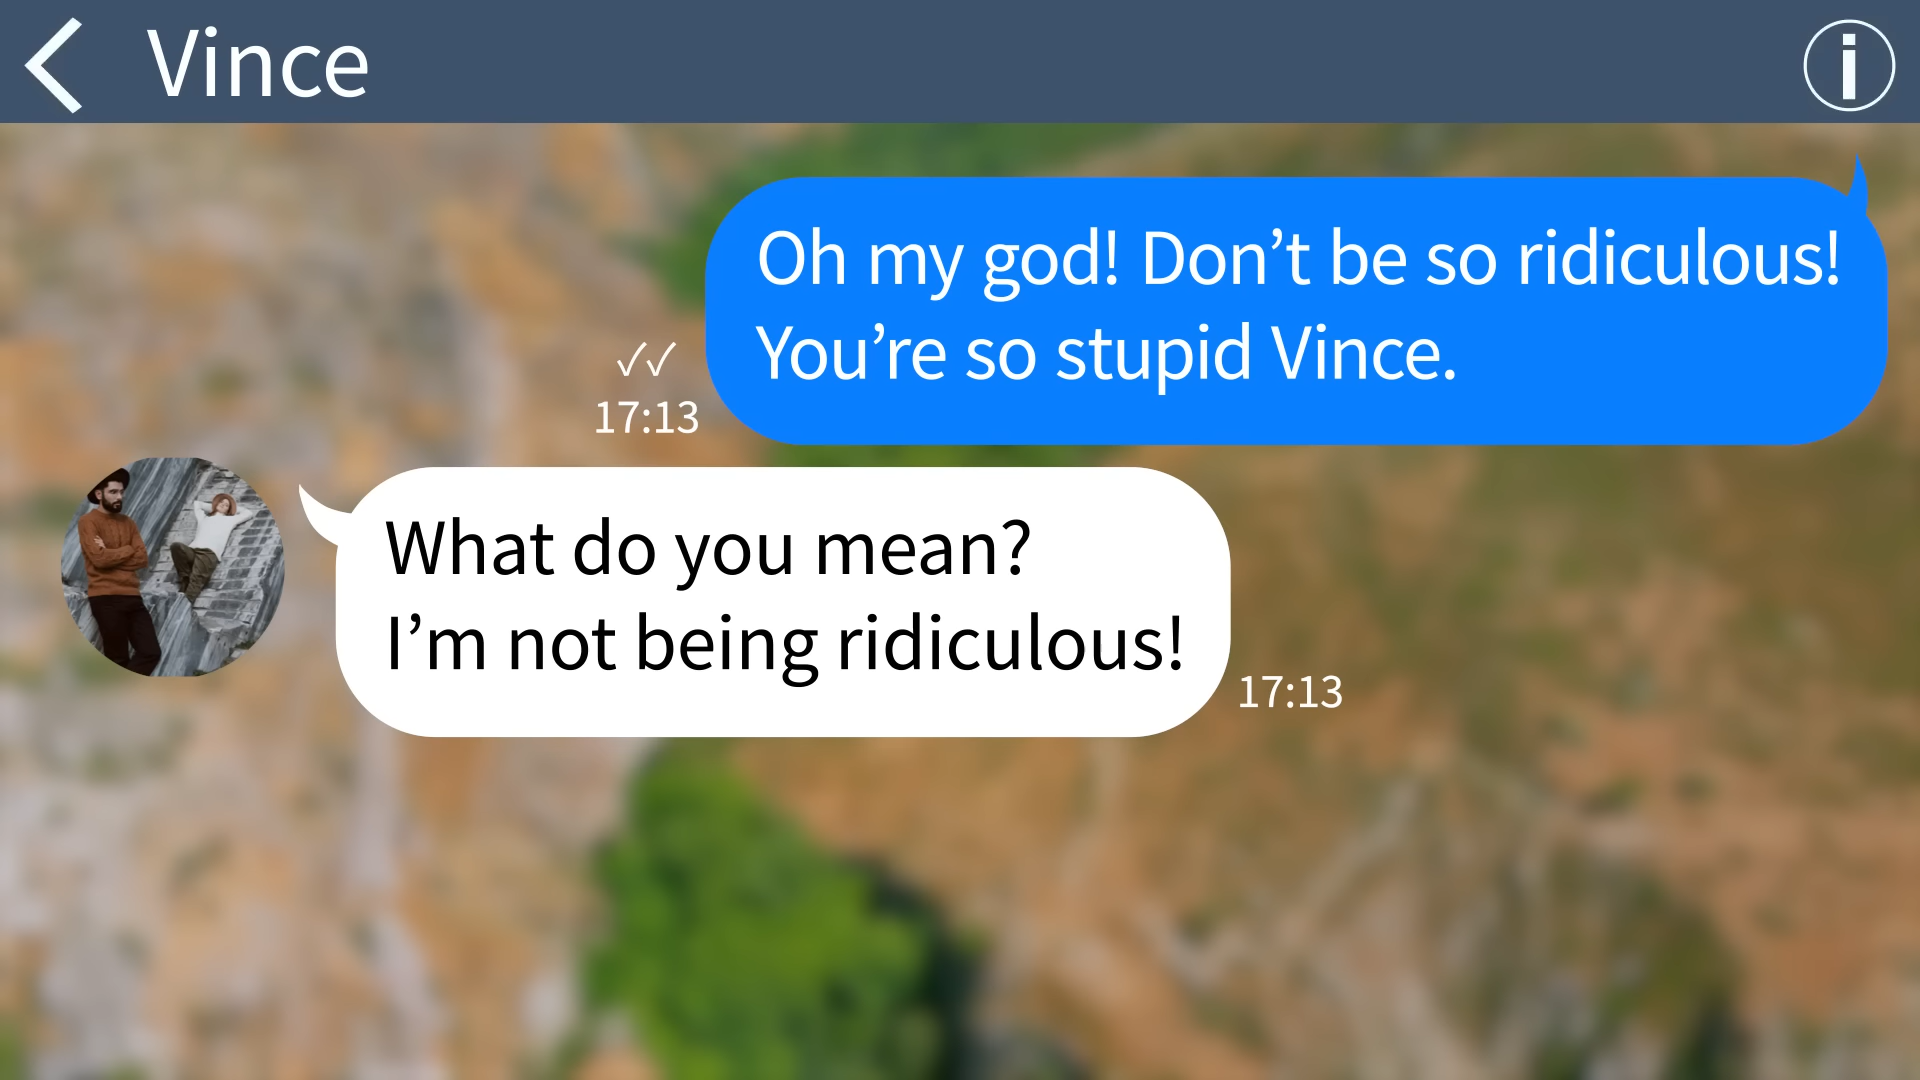 Vince
Oh my god! Don’t be so ridiculous!
You’re so stupid Vince.
✓✓
17:13
What do you mean?
I’m not being ridiculous!
17:13